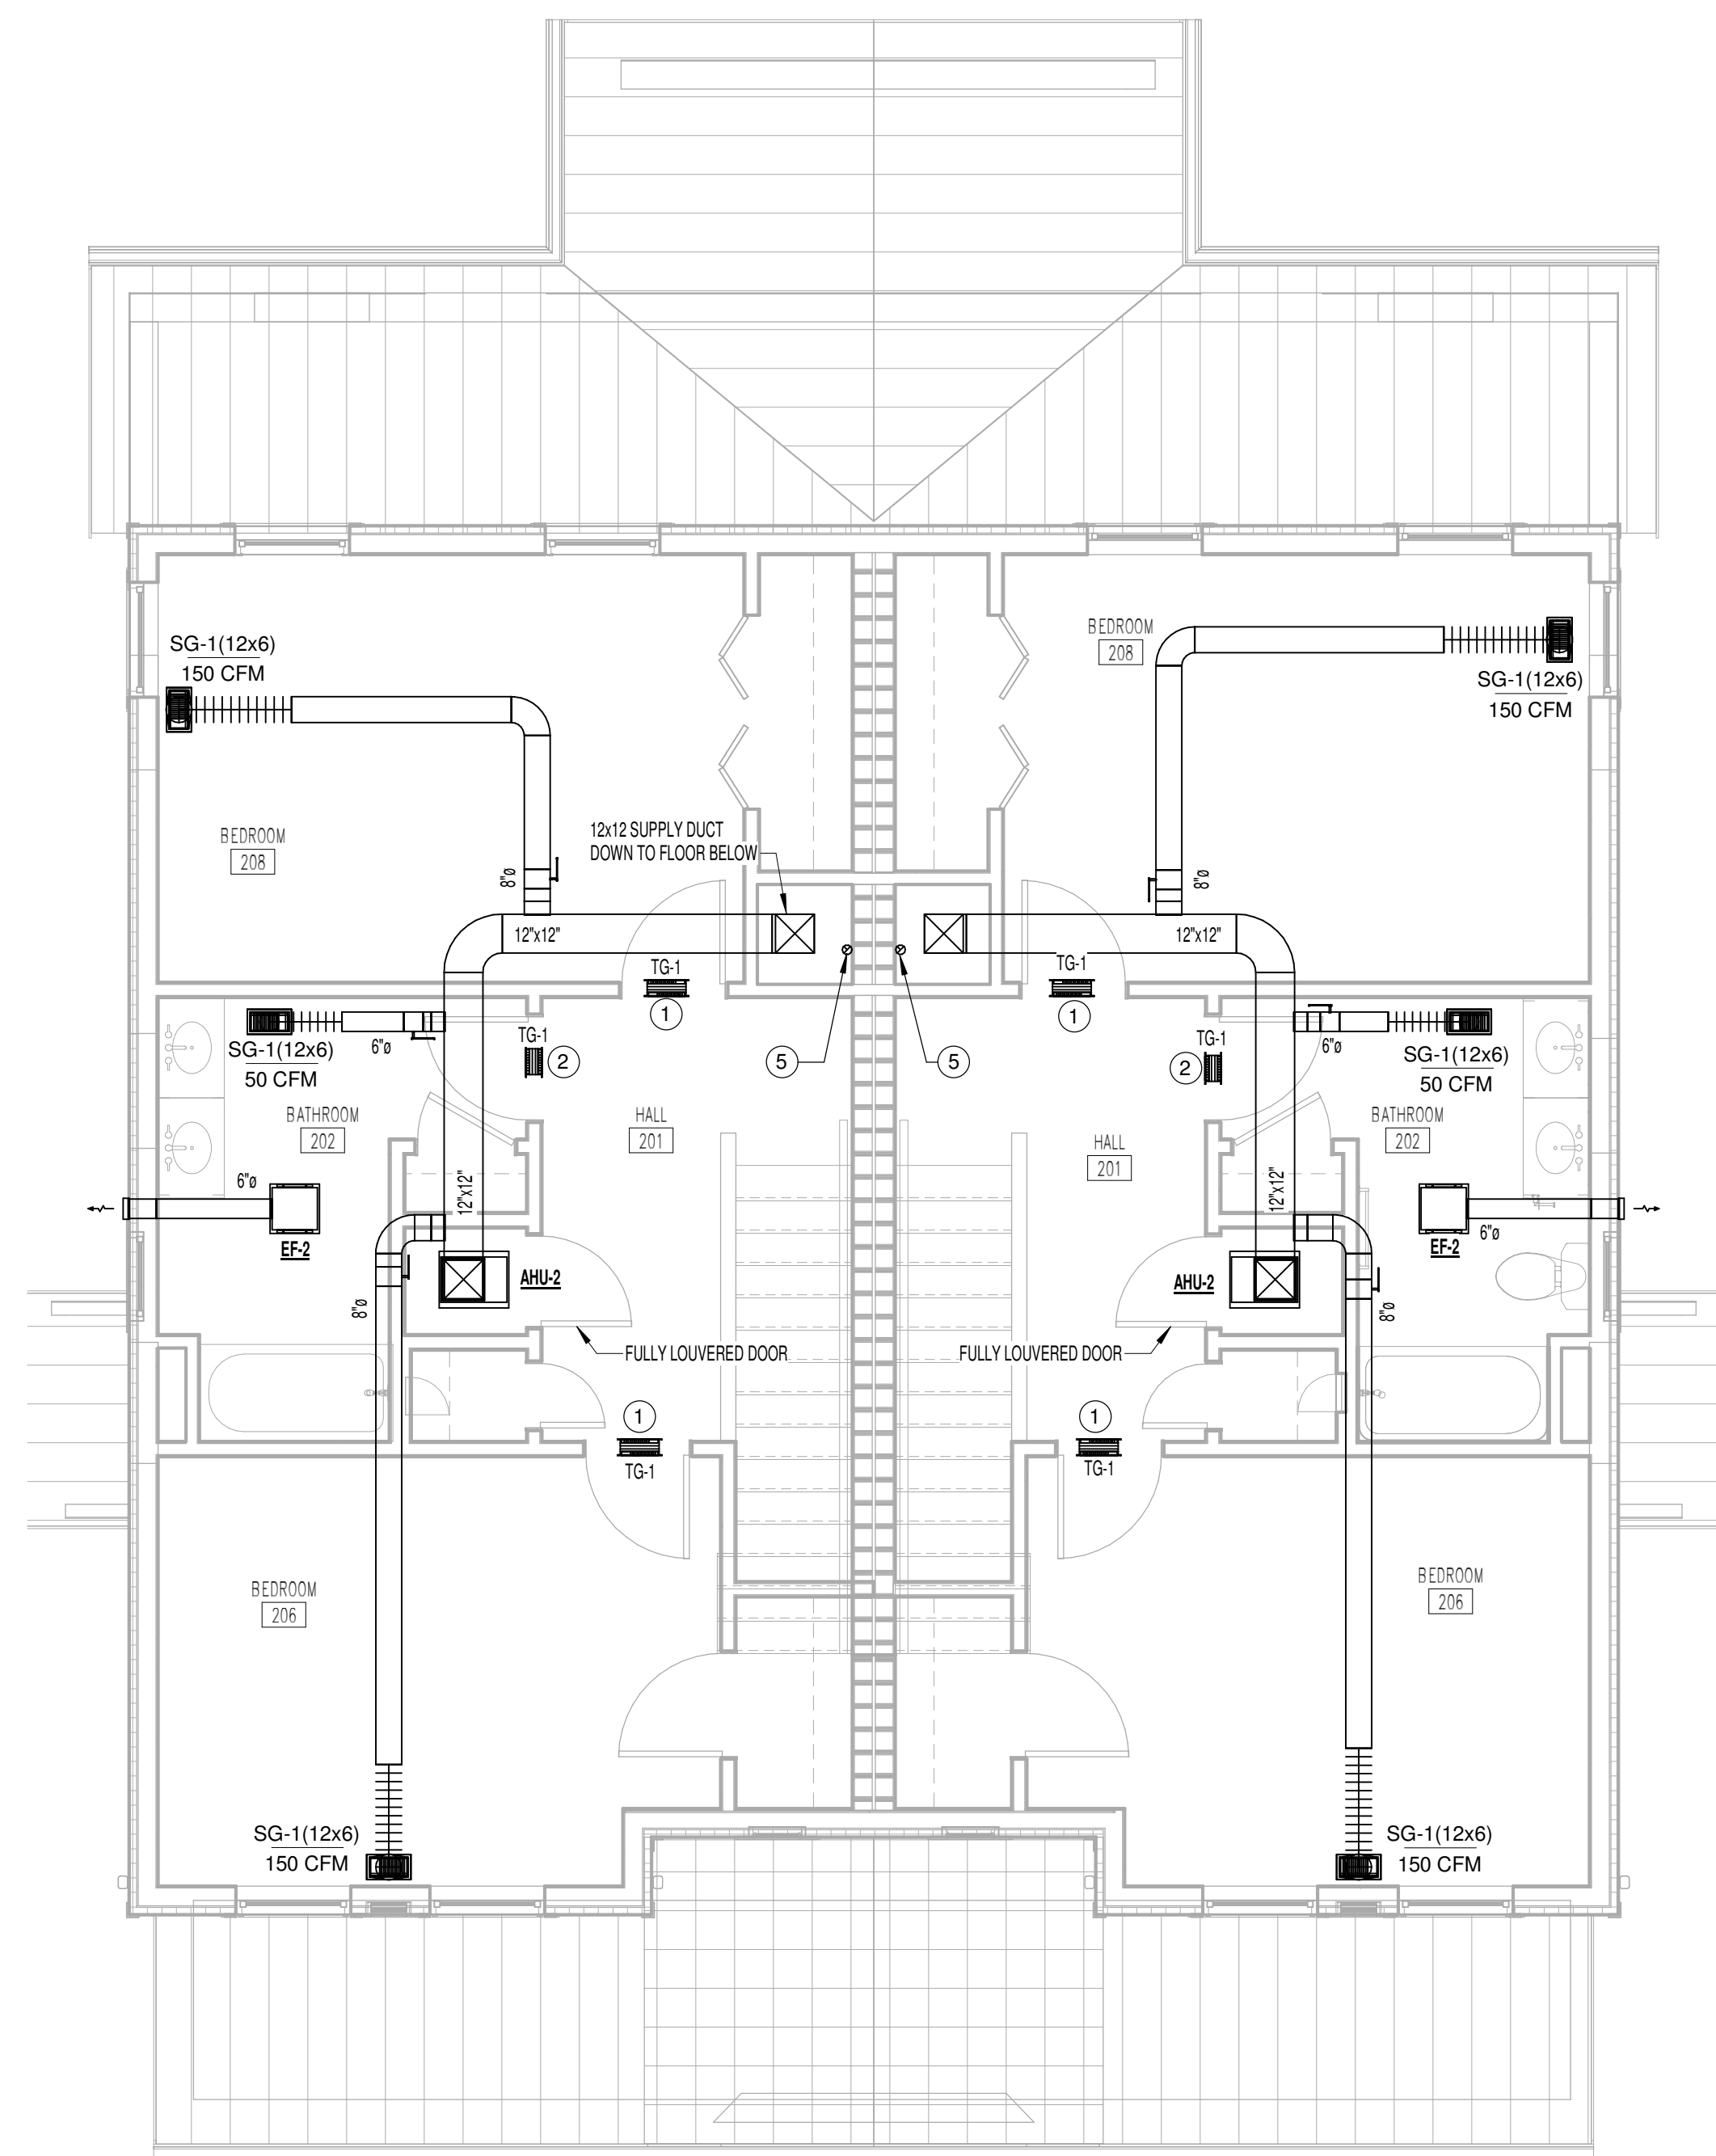 BEDROOM
208
SG-1(12x6)
150 CFM
SG-1(12x6)
150 CFM
12x12 SUPPLY DUCT
DOWN TO FLOOR BELOW
BEDROOM
208
8"ø
8"ø
12"x12"
12"x12"
TG-1
1
TG-1
1
TG-1
2
5
5
TG-1
2
6"ø
SG-1(12x6)
50 CFM
6"ø
SG-1(12x6)
50 CFM
BATHROOM
202
HALL
201
HALL
201
BATHROOM
202
6"ø
12"x12"
12"x12"
6"ø
EF-2
EF-2
AHU-2
AHU-2
8"ø
8"ø
FULLY LOUVERED DOOR
FULLY LOUVERED DOOR
1
TG-1
1
TG-1
BEDROOM
206
BEDROOM
206
SG-1(12x6)
150 CFM
SG-1(12x6)
150 CFM